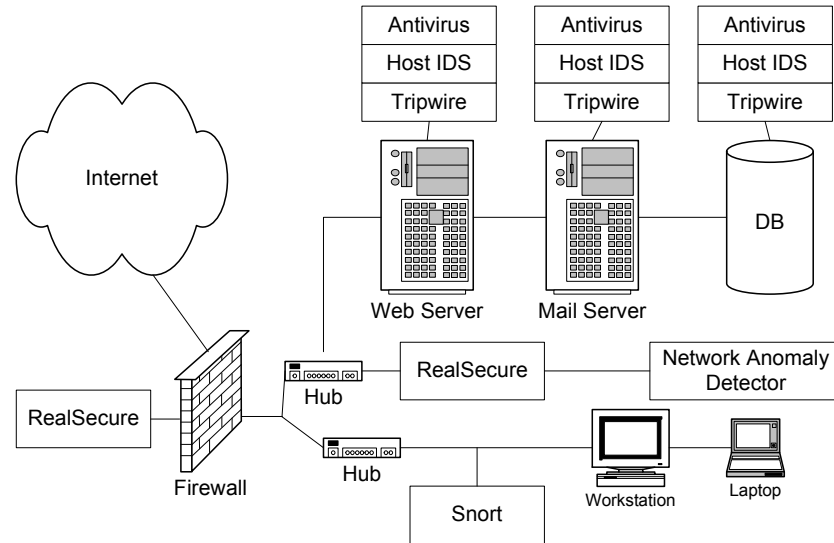 Antivirus
Host IDS
Tripwire
Antivirus
Host IDS
Tripwire
Antivirus
Host IDS
Tripwire
Internet
DB
Web Server
Mail Server
RealSecure
Firewall
Hub
RealSecure
Network Anomaly
Detector
Hub
Snort
Workstation
Laptop